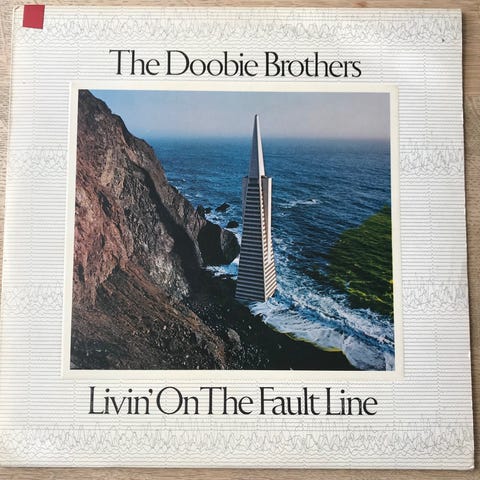 The Doobie Brothers
Livin' On The Fault Line